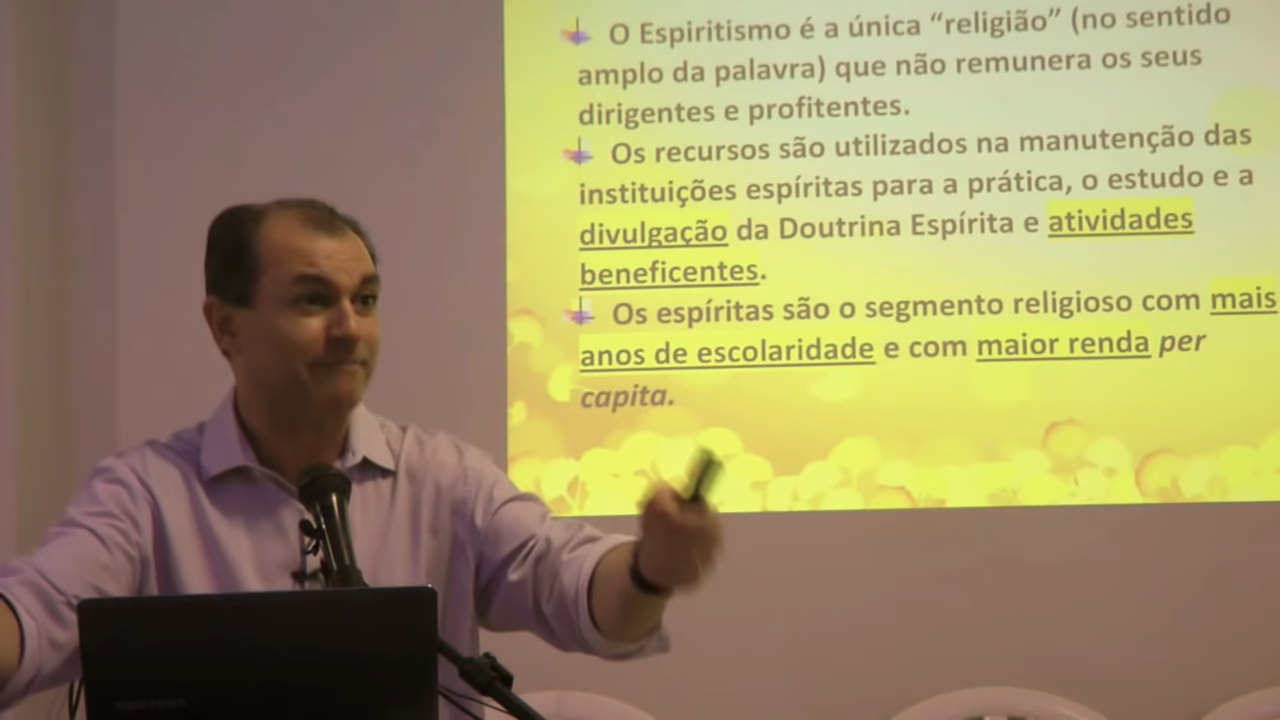 O Espiritismo é a única “religião” (no sentido
amplo da palavra) que não remunera os seus
dirigentes e profitentes.
Os recursos são utilizados na manutenção das
instituições espíritas para a prática, o estudo e a
divulgação da Doutrina Espírita e atividades
beneficentes.
Os espíritas são o segmento religioso com mais
anos de escolaridade e com maior renda per
capita.
SAMSUNG